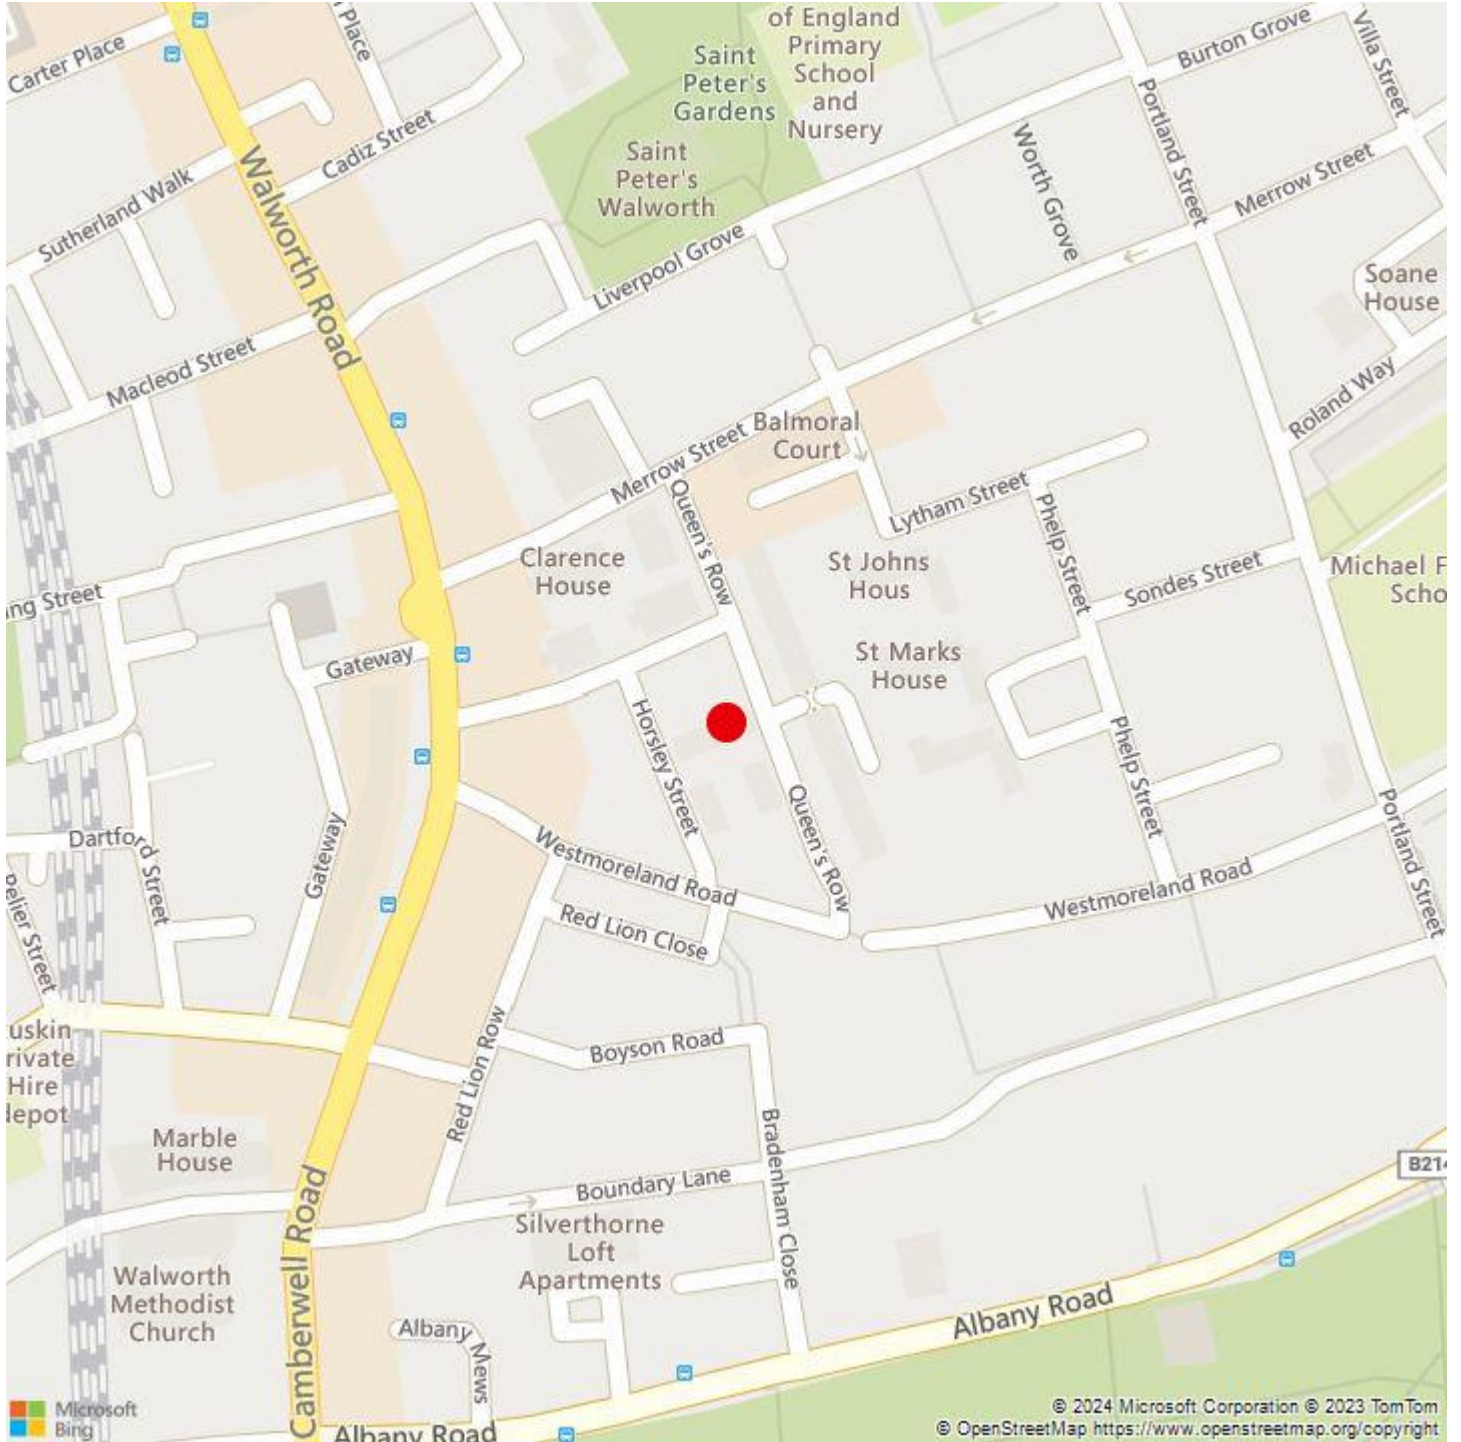 Carter Place
Place
Cadiz Street
Sutherland Walk
Walworth Road
Saint
Peter's
Gardens
of England
Primary
School
and
Nursery
Saint
Peter's
Walworth
Burton Grove
Villa Street
Portland Street
Worth Grove
Merrow Street
Liverpool Grove
Soane
House
Roland Way
Macleod Street
Balmoral
Court
Merrow Street
Queen's Row
Lytham Street
Phelp Street
Clarence
House
St Johns
Hous
Sondes Street
Michael F
Scho
ng Street
Gateway
St Marks
House
Horsley Street
Phelp Street
Queen's Row
Portland Street
Dartford Street
Gateway
Westmoreland Road
Westmoreland Road
Red Lion Close
pelier Street
uskin
rivate
Hire
depot
Red Lion Row
Boyson Road
Marble
House
Bradenham Close
Boundary Lane
B214
Camberwell Road
Silverthorne
Loft
Apartments
Walworth
Methodist
Church
Albany Mews
Albany Road
Albany Road
Microsoft
Bing
© 2024 Microsoft Corporation © 2023 TomTom
© OpenStreetMap https://www.openstreetmap.org/copyright